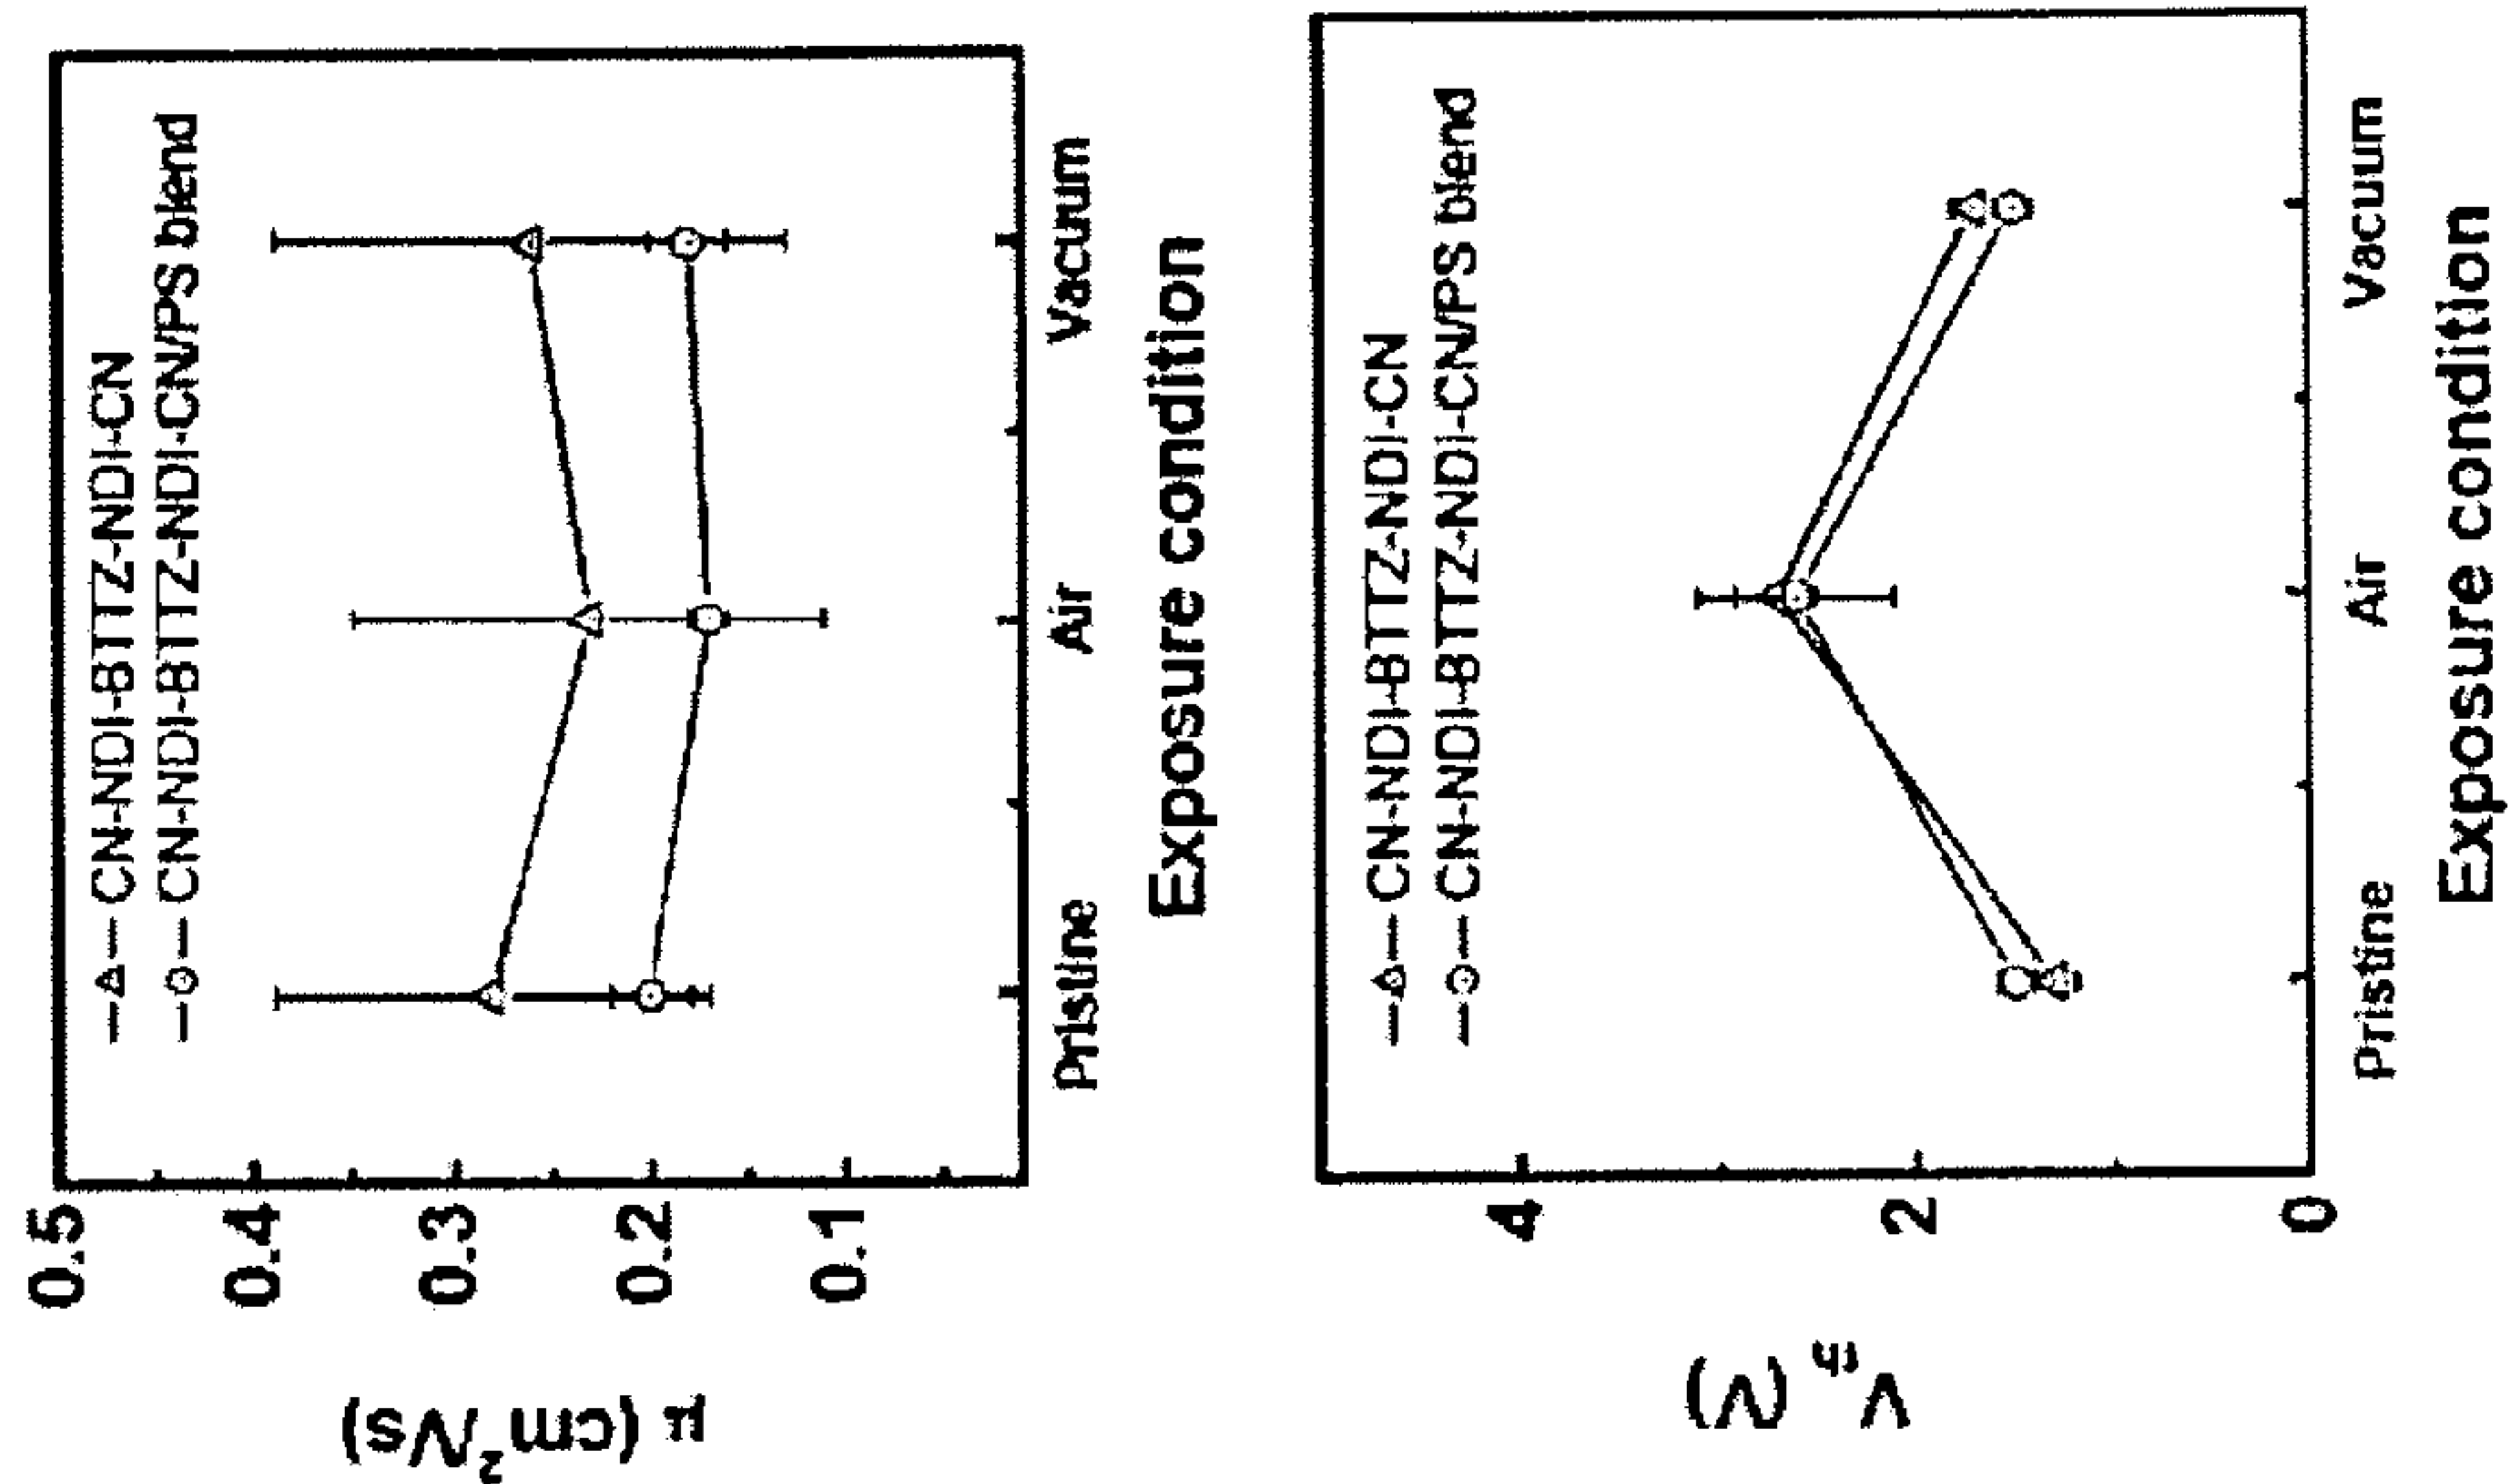 CN-NDI-BTTZ-NDI-CN
CN-NDI-BTTZ-NDI-CN/PS blend
0.5
0.4
0.3
0.2
0.1
μ (cm²/Vs)
Pristine
Air
Vacuum
Exposure condition
CN-NDI-BTTZ-NDI-CN
CN-NDI-BTTZ-NDI-CN/PS blend
4
2
0
V th (V)
Pristine
Air
Vacuum
Exposure condition